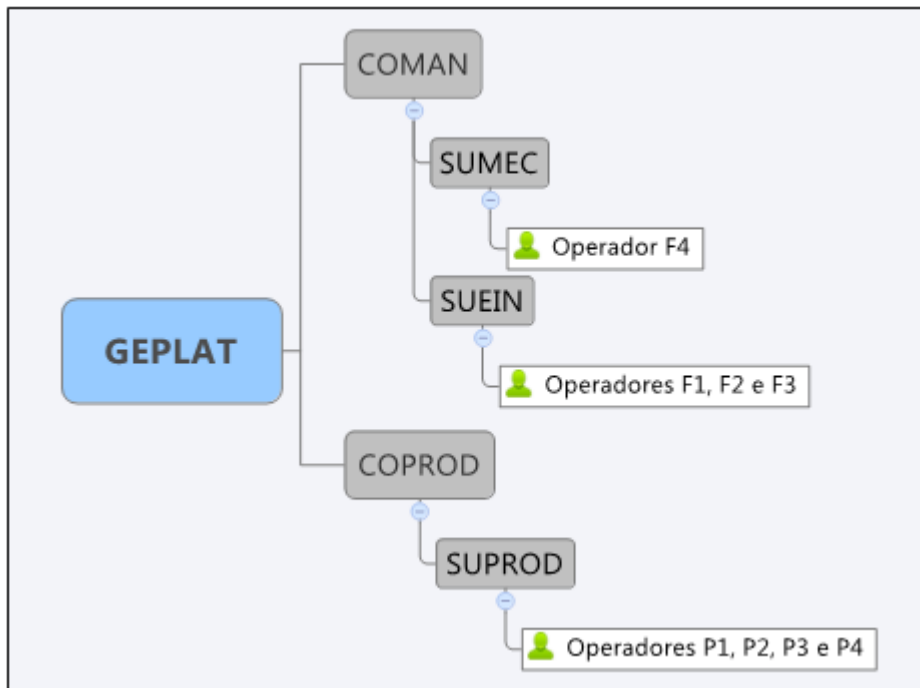 COMAN
SUMEC
Operador F4
SUEIN
GEPLAT
Operadores F1, F2 e F3
COPROD
SUPROD
Operadores P1, P2, P3 e P4